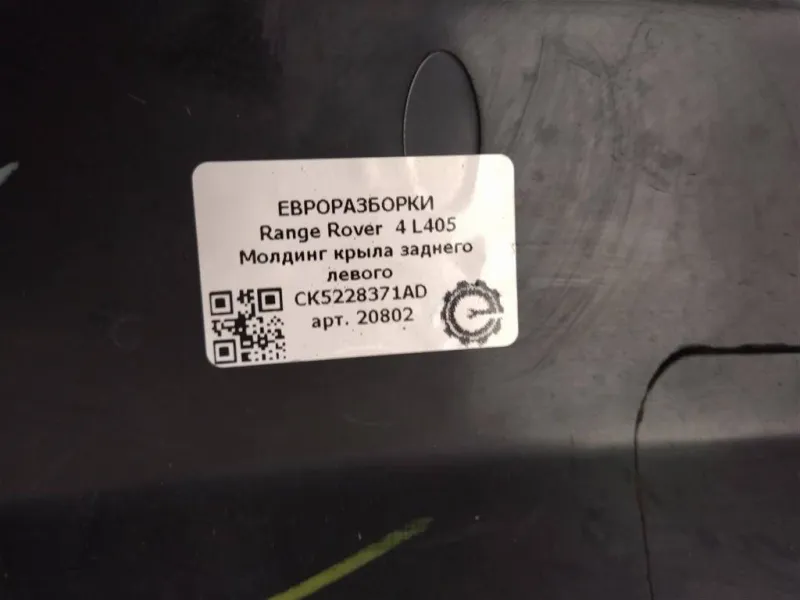 ЕВРОРАЗБОРКИ
Range Rover 4 L405
Молдинг крыла заднего
левого
CK5228371AD
арт. 20802